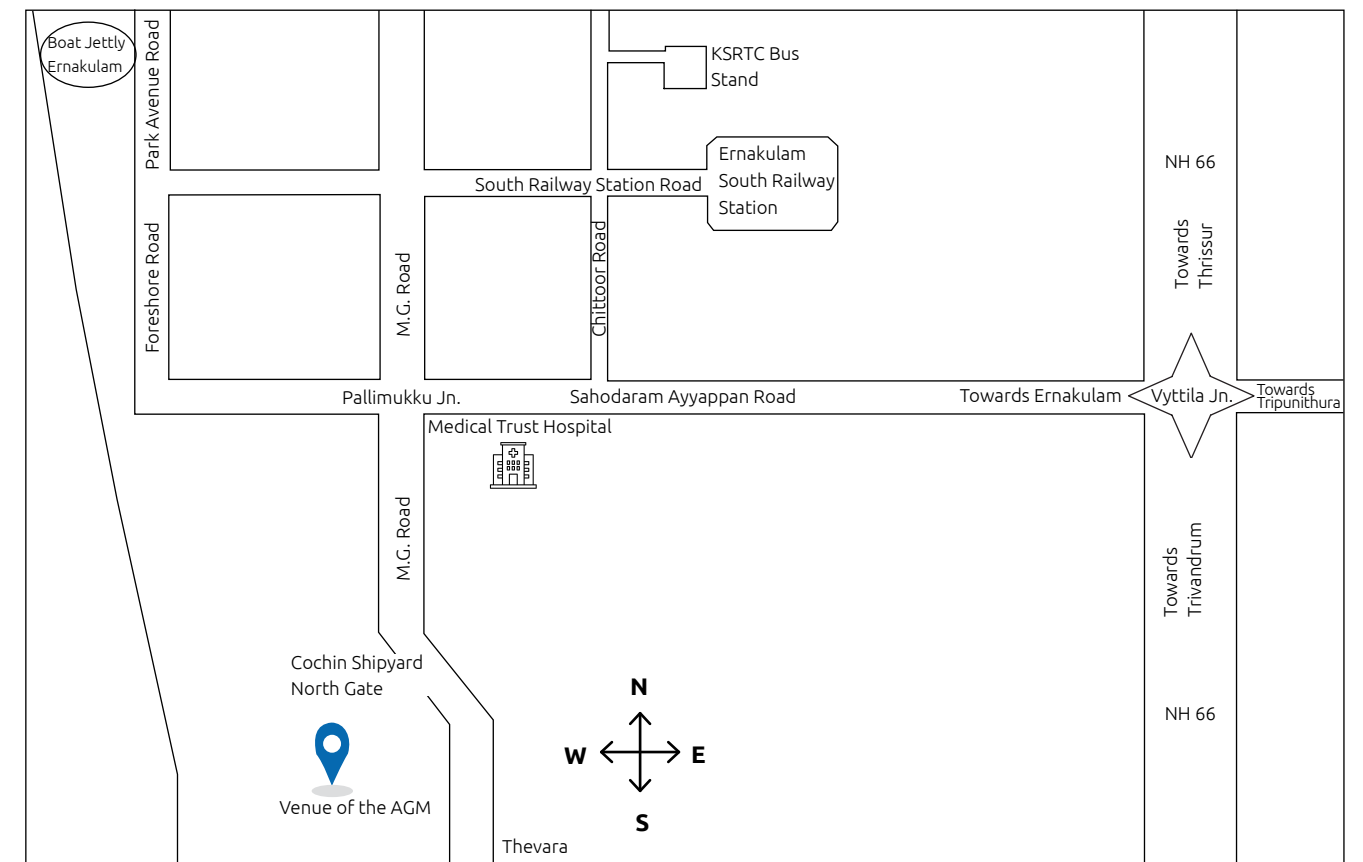 Boat Jettly
Ernakulam
Park Avenue Road
KSRTC Bus
Stand
Ernakulam
South Railway
Station
South Railway Station Road
NH 66
Towards
Thrissur
Foreshore Road
M.G. Road
Chittoor Road
Pallimukku Jn.
Sahodaram Ayyappan Road
Towards Ernakulam
Vyttila Jn.
Towards
Tripunithura
Medical Trust Hospital
M.G. Road
Towards
Trivandrum
Cochin Shipyard
North Gate
N
W
E
S
NH 66
Venue of the AGM
Thevara